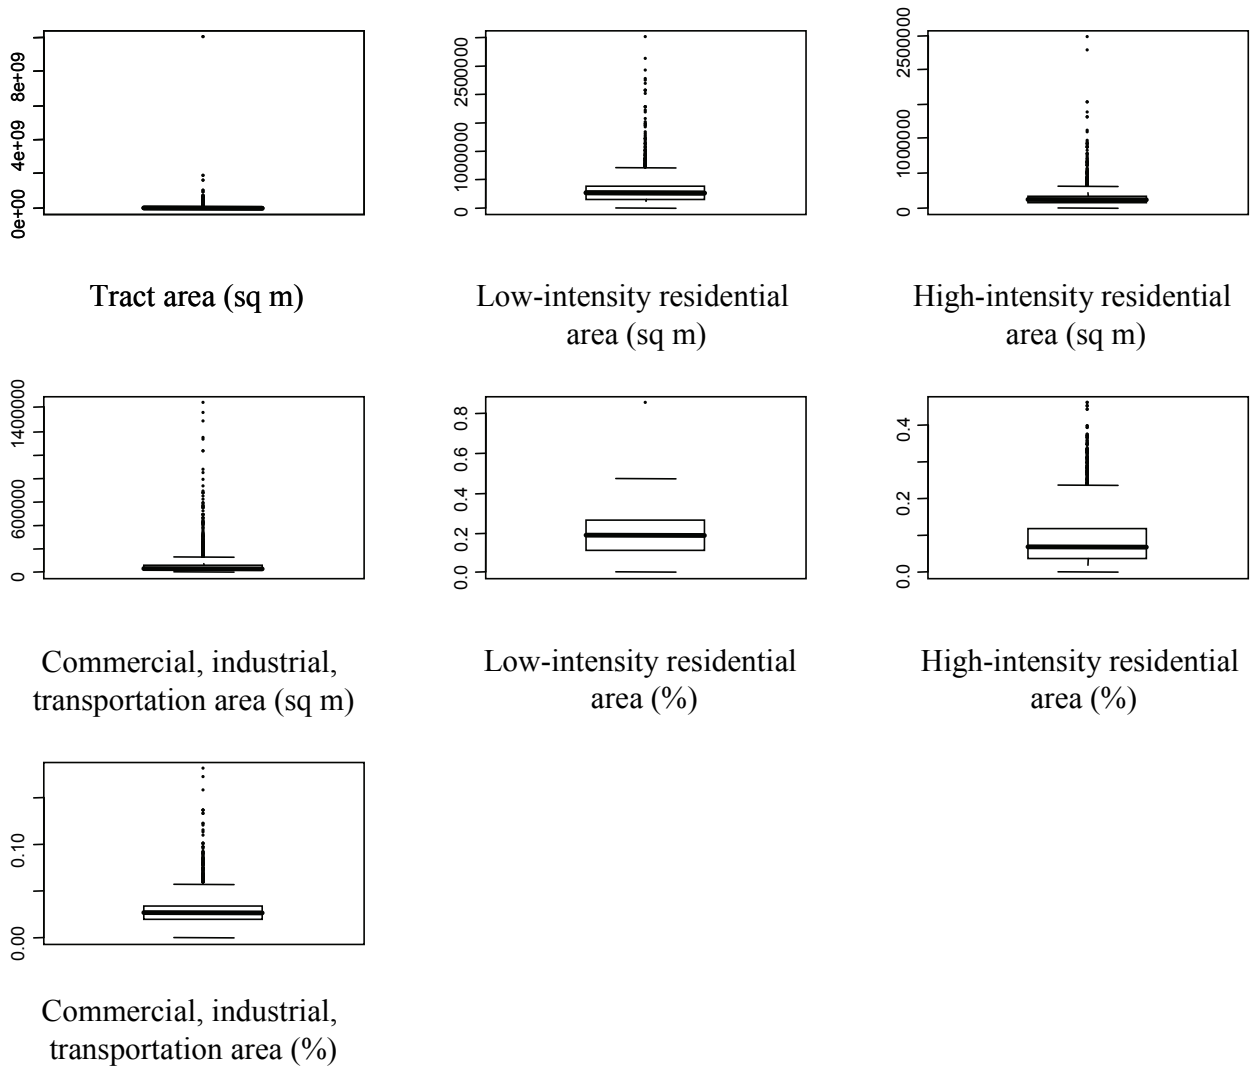 8e+09
4e+09
0e+00
Tract area (sq m)
2500000
1000000
0
Low-intensity residential
area (sq m)
2500000
1000000
0
High-intensity residential
area (sq m)
1400000
600000
0
Commercial, industrial,
transportation area (sq m)
0.8
0.6
0.4
0.2
0.0
Low-intensity residential
area (%)
0.4
0.2
0.0
High-intensity residential
area (%)
0.10
0.00
Commercial, industrial,
transportation area (%)